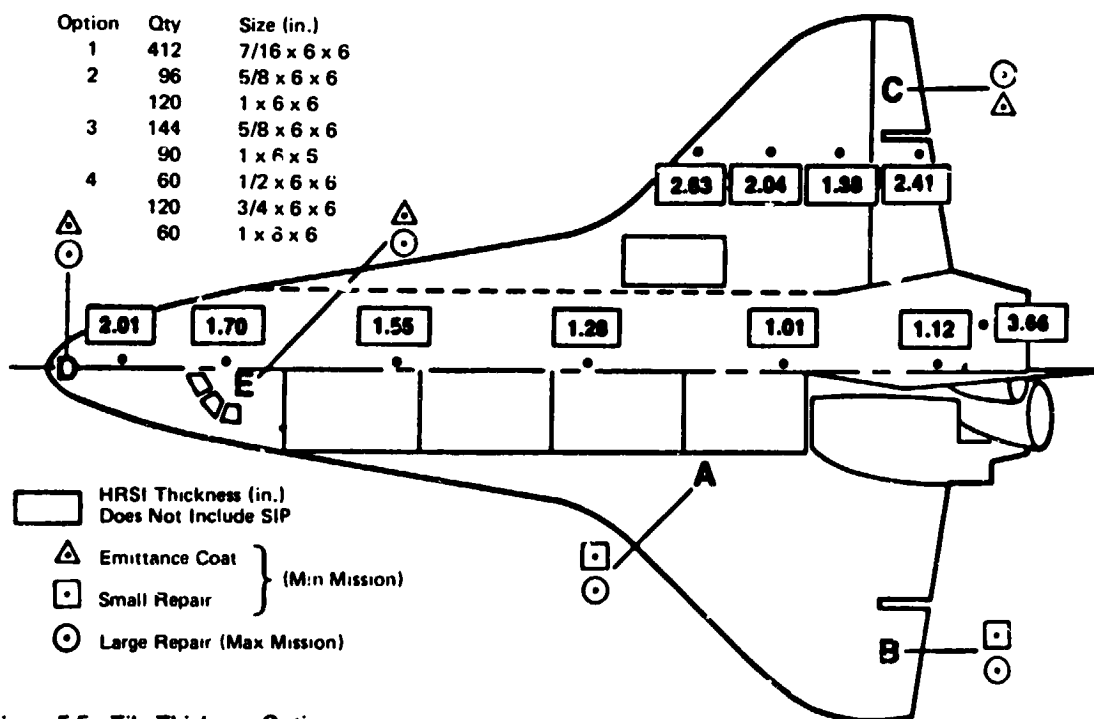 Option Qty Size (in.)
1 412 7/16 x 6 x 6
2 96 5/8 x 6 x 6
120 1 x 6 x 6
3 144 5/8 x 6 x 6
90 1 x 6 x 6
4 60 1/2 x 6 x 6
120 3/4 x 6 x 6
60 1 x 6 x 6
C
2.63 2.04 1.38 2.41
2.01 1.70 1.55 1.28 1.01 1.12 3.66
D
E
A
B
HRSI Thickness (in.)
Does Not Include SIP
Emittance Coat
(Min Mission)
Small Repair
Large Repair (Max Mission)
5-5 Tile Thickness